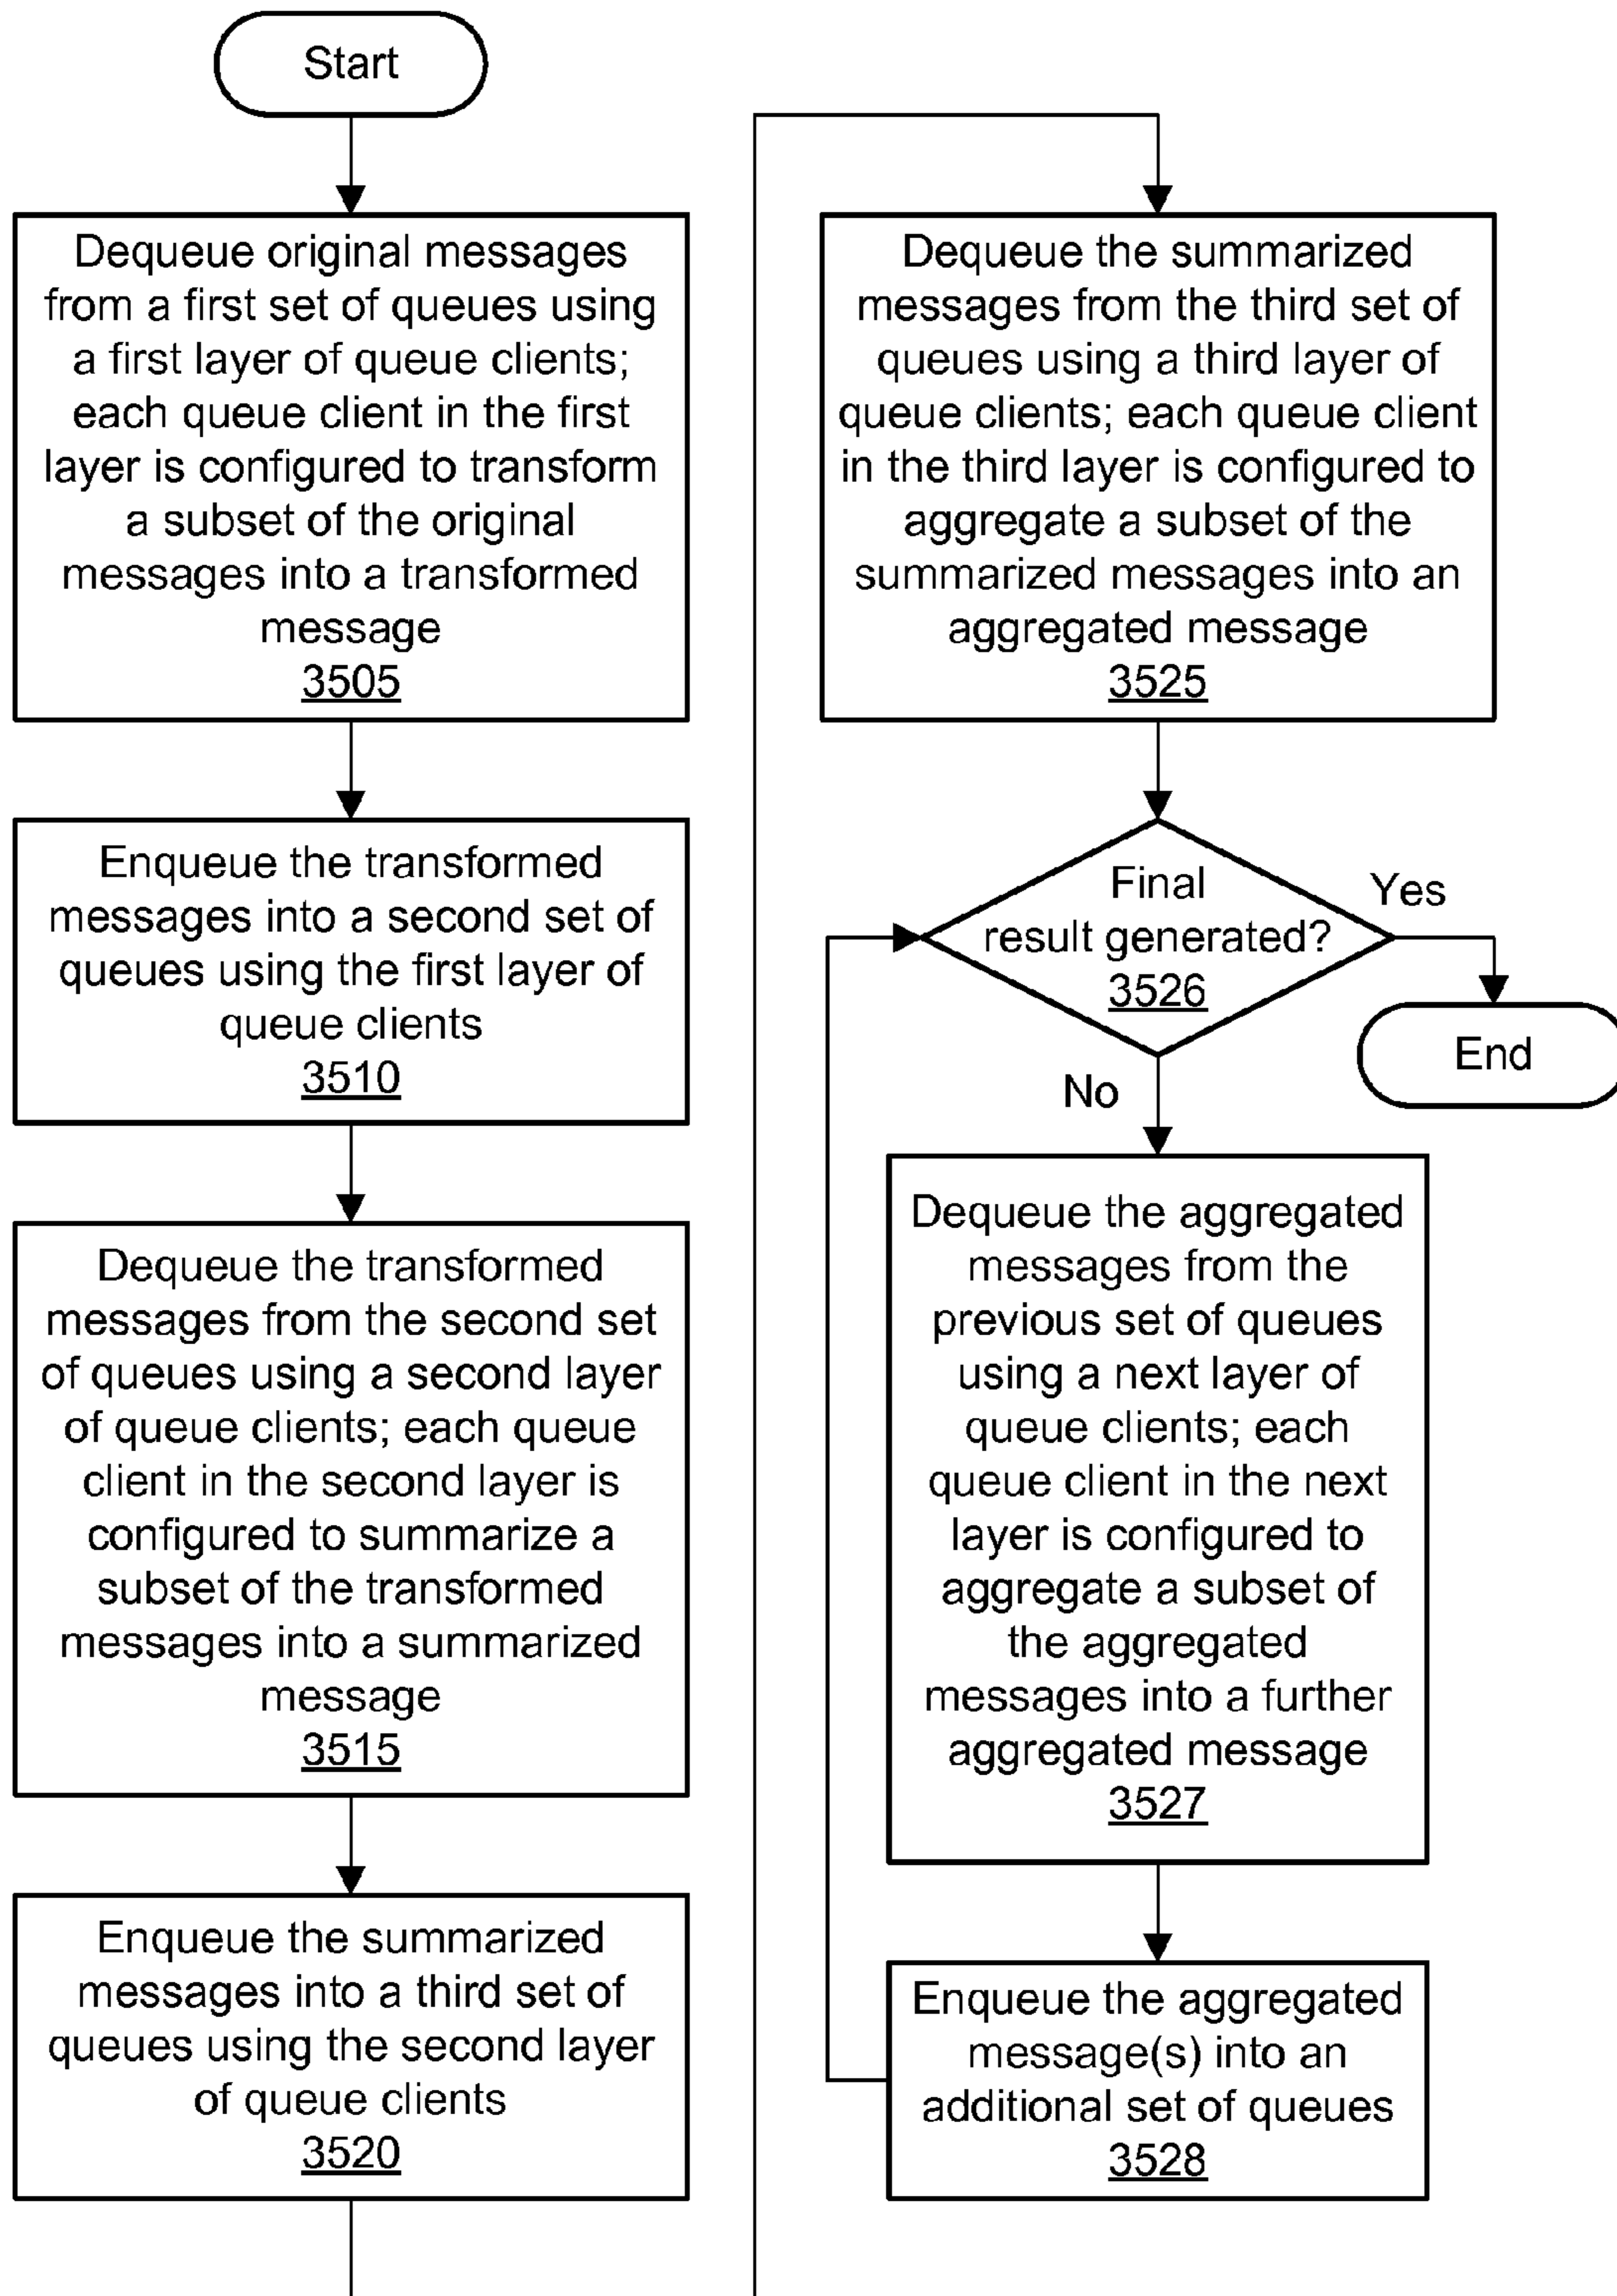 Start
Dequeue original messages
from a first set of queues using
a first layer of queue clients;
each queue client in the first
layer is configured to transform
a subset of the original
messages into a transformed
message
3505
Enqueue the transformed
messages into a second set of
queues using the first layer of
queue clients
3510
Dequeue the transformed
messages from the second set
of queues using a second layer
of queue clients; each queue
client in the second layer is
configured to summarize a
subset of the transformed
messages into a summarized
message
3515
Enqueue the summarized
messages into a third set of
queues using the second layer
of queue clients
3520
Dequeue the summarized
messages from the third set of
queues using a third layer of
queue clients; each queue client
in the third layer is configured to
aggregate a subset of the
summarized messages into an
aggregated message
3525
Final
result generated?
3526
Yes
End
No
Dequeue the aggregated
messages from the
previous set of queues
using a next layer of
queue clients; each
queue client in the next
layer is configured to
aggregate a subset of
the aggregated
messages into a further
aggregated message
3527
Enqueue the aggregated
message(s) into an
additional set of queues
3528